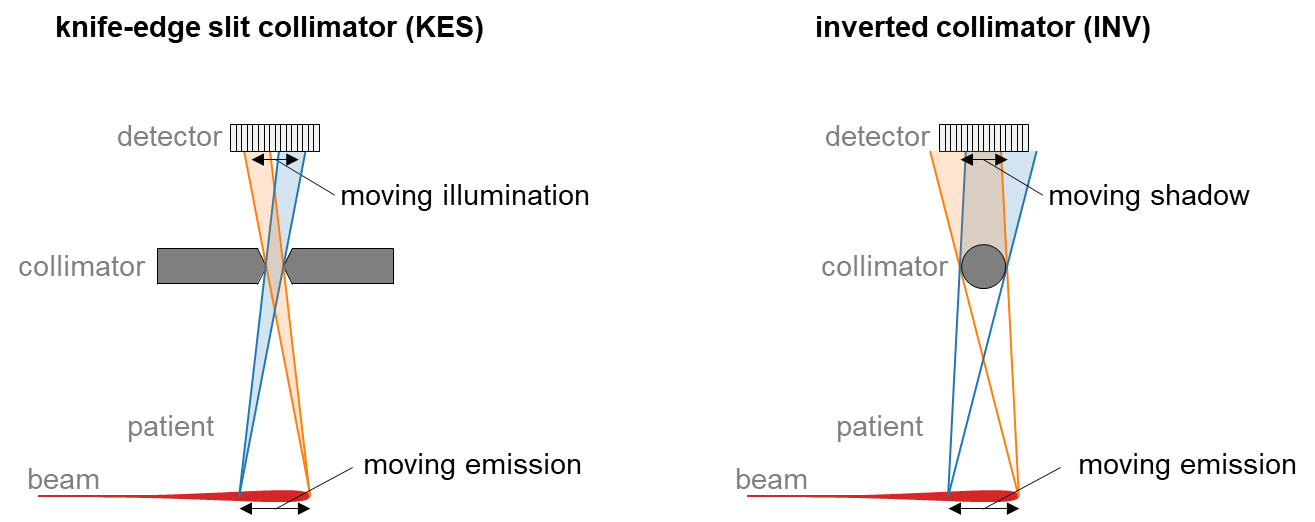 knife-edge slit collimator (KES)
detector
moving illumination
collimator
patient
moving emission
beam
inverted collimator (INV)
detector
moving shadow
collimator
patient
moving emission
beam